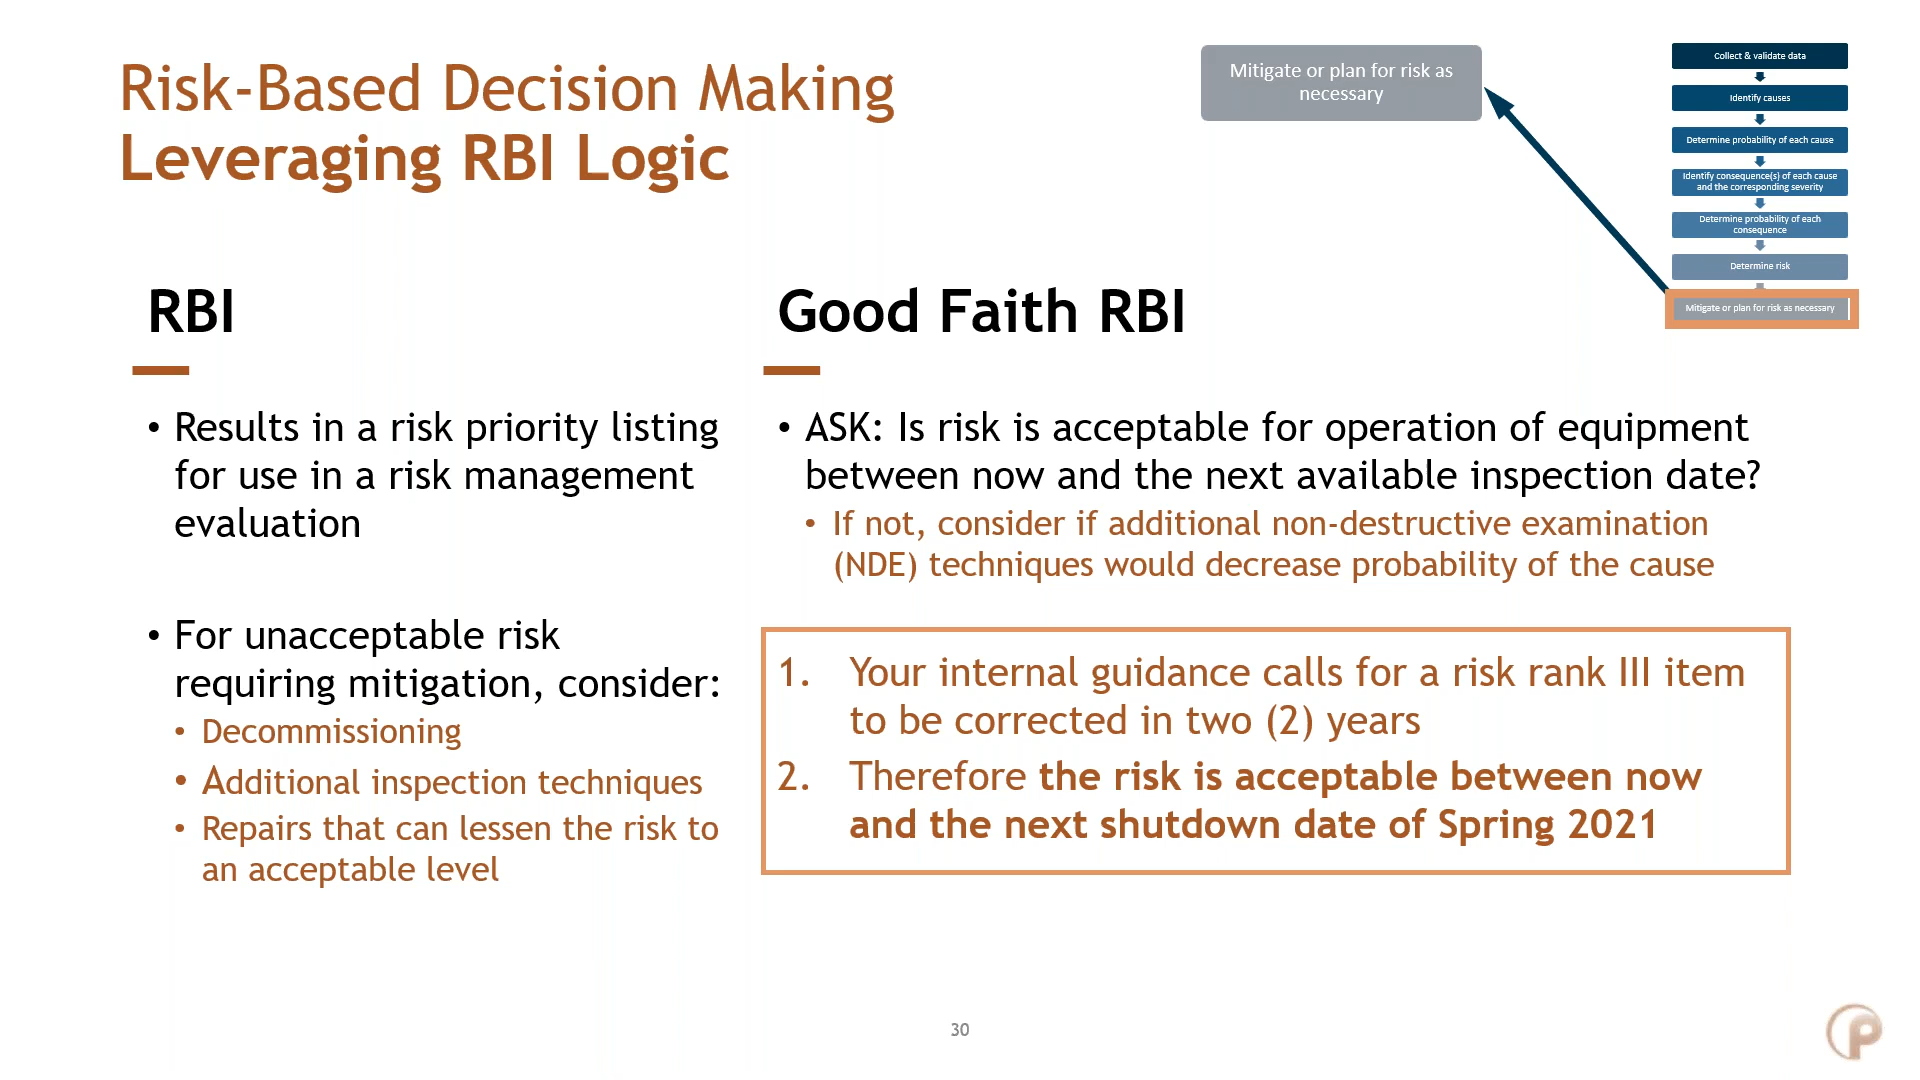 Risk-Based Decision Making
Leveraging RBI Logic
Mitigate or plan for risk as
necessary
Collect & validate data
Identify causes
Determine probability of each cause
Identify consequence(s) of each cause
and the corresponding severity
Determine probability of each
consequence
Determine risk
Mitigate or plan for risk as necessary
RBI
• Results in a risk priority listing
for use in a risk management
evaluation
• For unacceptable risk
requiring mitigation, consider:
• Decommissioning
• Additional inspection techniques
• Repairs that can lessen the risk to
an acceptable level
Good Faith RBI
• ASK: Is risk is acceptable for operation of equipment
between now and the next available inspection date?
• If not, consider if additional non-destructive examination
(NDE) techniques would decrease probability of the cause
1. Your internal guidance calls for a risk rank III item
to be corrected in two (2) years
2. Therefore the risk is acceptable between now
and the next shutdown date of Spring 2021
30
P